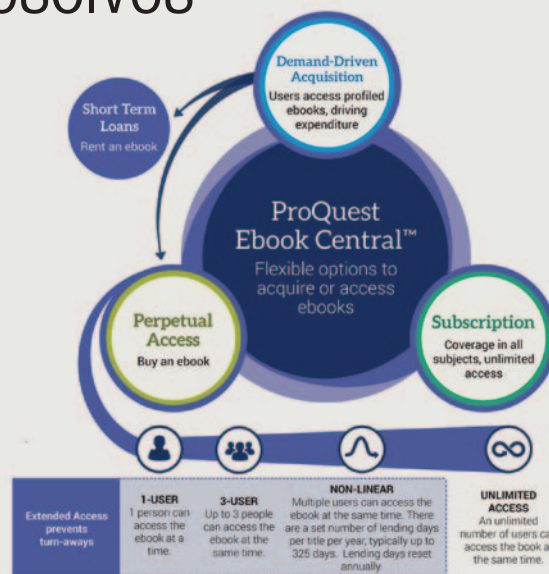 Demand-Driven
Acquisition
Users access profiled
ebooks, driving
expenditure
Short Term
Loans
Rent an ebook
ProQuest
Ebook Central™
Flexible options to
acquire or access
ebooks
Perpetual
Access
Buy an ebook
Subscription
Coverage in all
subjects, unlimited
access
Extended Access
prevents
turn-aways
1-USER
1 person can
access the
ebook at a
time.
3-USER
Up to 3 people
can access the
ebook at the
same time.
NON-LINEAR
Multiple users can access the
ebook at the same time. There
are a set number of lending days
per title per year, typically up to
325 days. Lending days reset
annually.
UNLIMITED
ACCESS
An unlimited
number of users ca
access the book a
the same time.